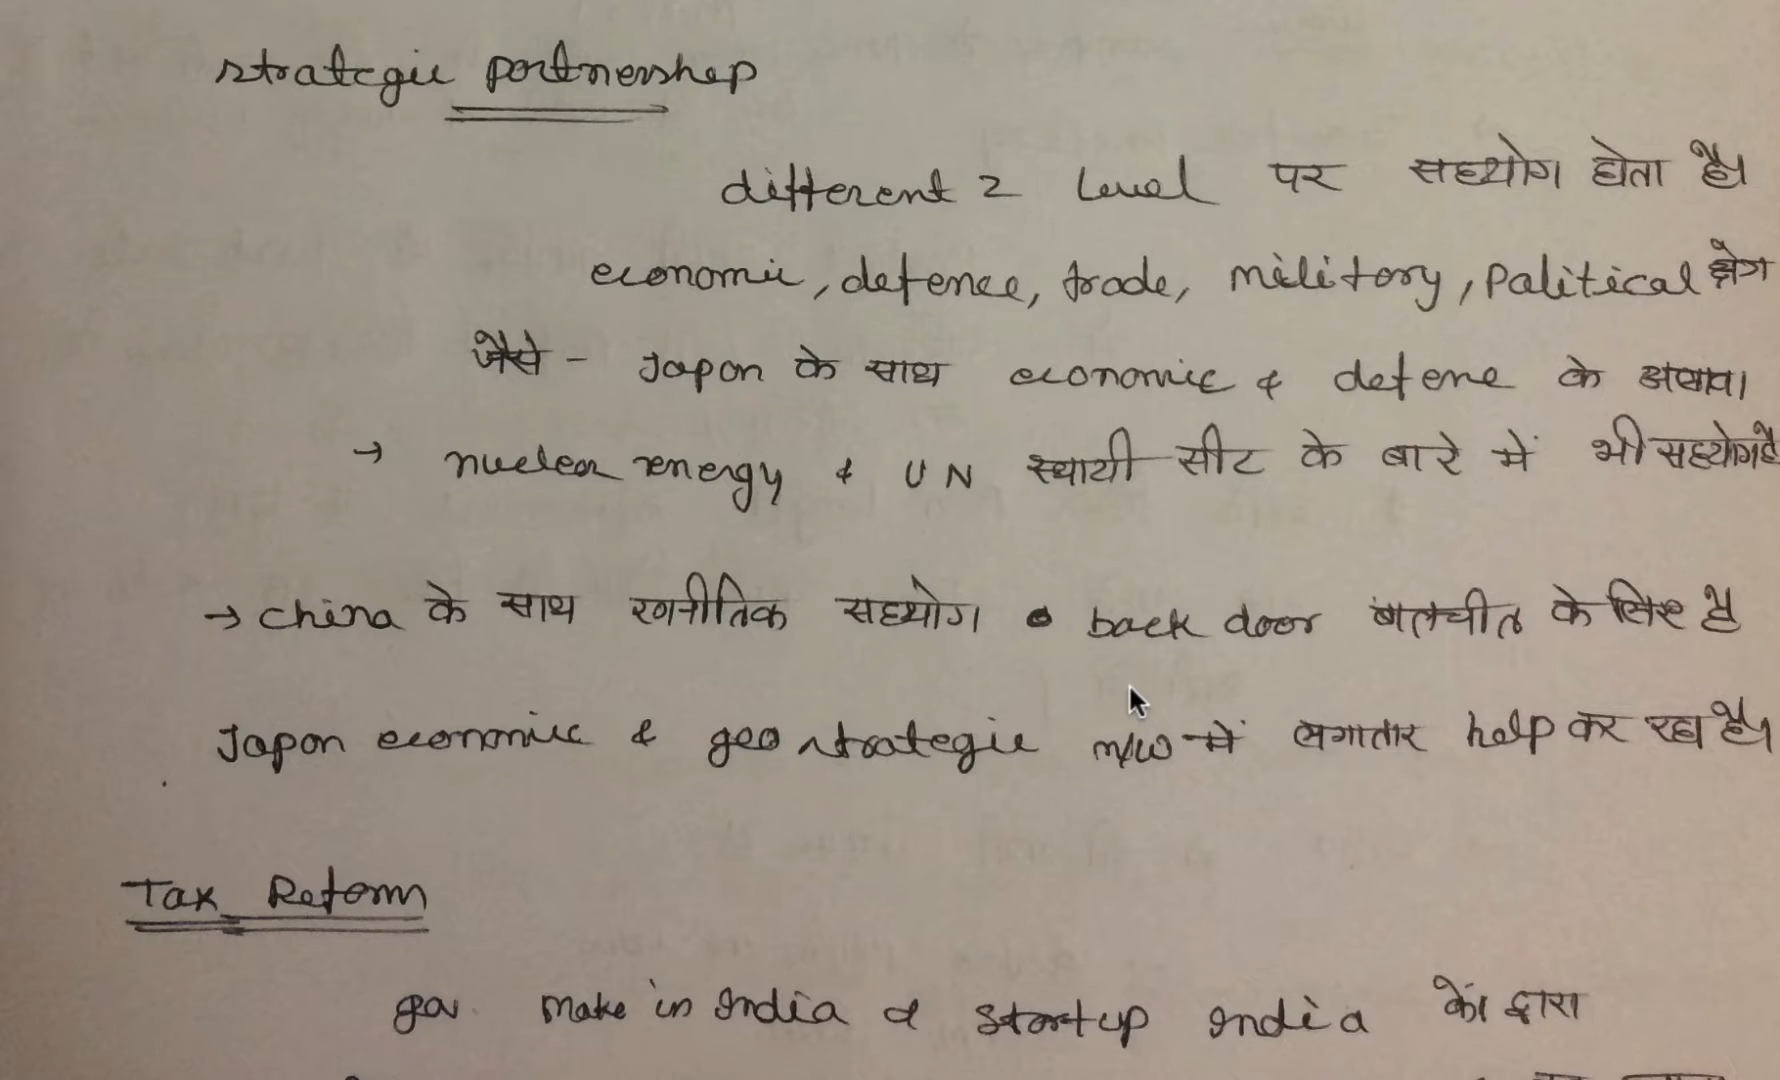 strategic partnership
different 2 level पर सहयोग होता है।
economic, defence, trade, military, political क्षेत्र
जैसे - Japan के साथ economic & defence के अलावा
→ nuclear energy & UN स्थायी सीट के बारे में भी सहयोग है
→ china के साथ रणनीतिक सहयोग back door बातचीत के लिए है
Japan economic & geo strategic में लगातार help कर रहा है।
Tax Reform
gov. make in India & startup India के द्वारा